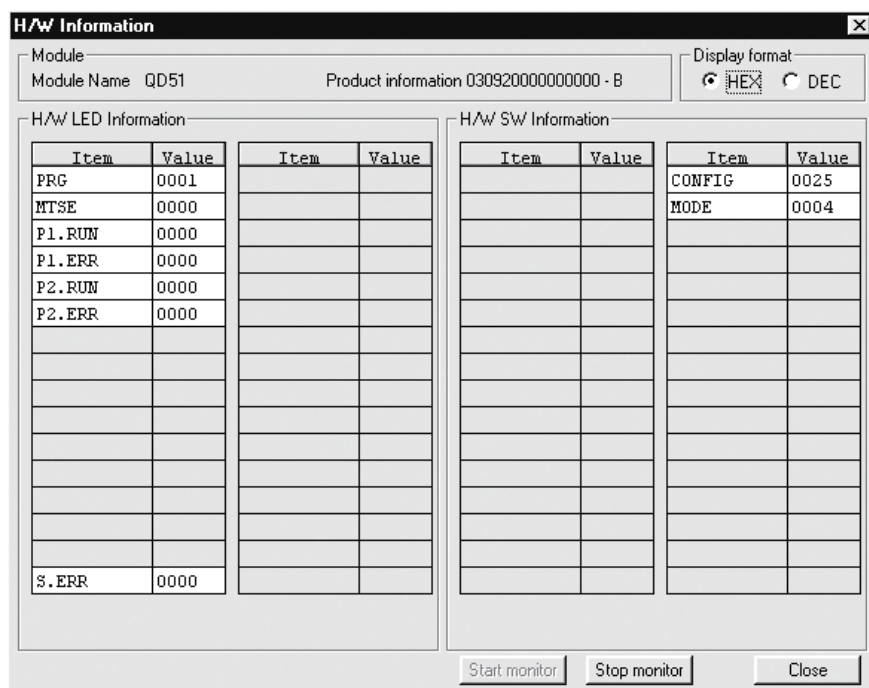 H/W Information
Module
Module Name QD51 Product information 030920000000000 - B
Display format
HEX DEC
H/W LED Information
Item Value Item Value
PRG 0001
MTSE 0000
P1.RUN 0000
P1.ERR 0000
P2.RUN 0000
P2.ERR 0000
S.ERR 0000
H/W SW Information
Item Value Item Value
CONFIG 0025
MODE 0004
Start monitor Stop monitor Close